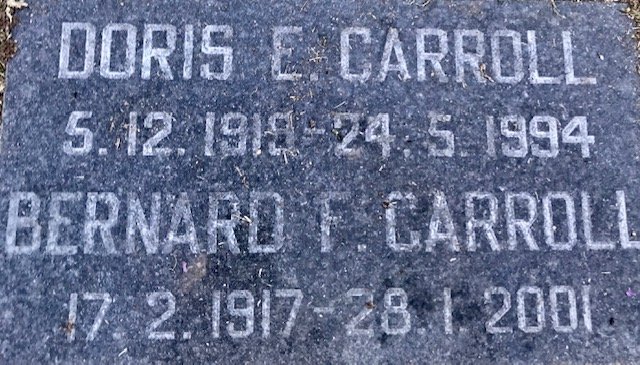 DORIS E. CARROLL
5. 12. 1918-24. 5. 1994
BERNARD F. CARROLL
17. 2. 1917-28. 1. 2001